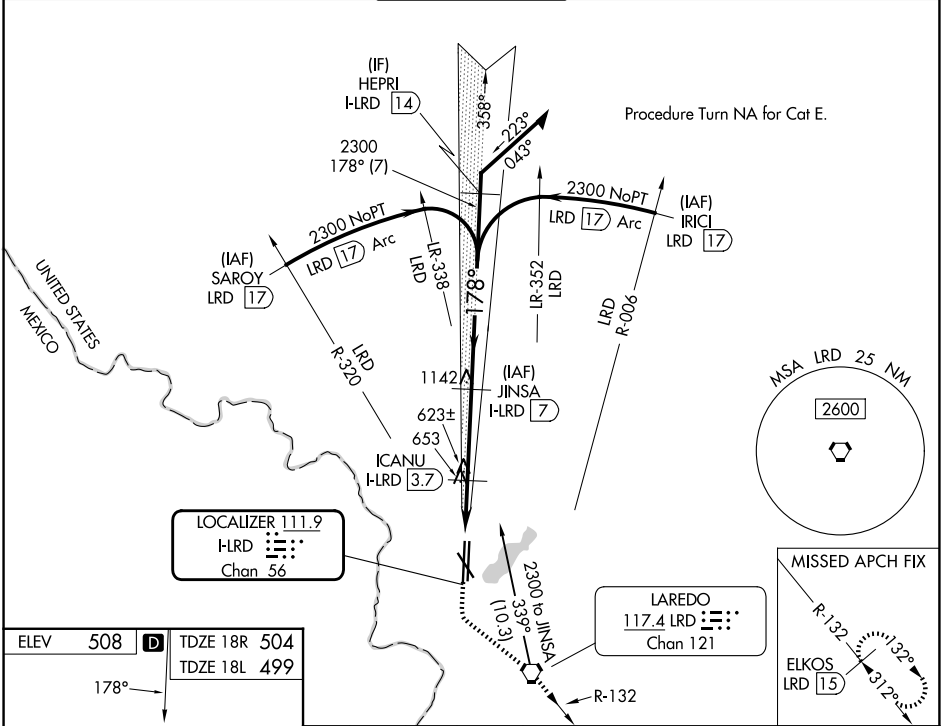 (IF)
HEPRI
I-LRD 14
358°
223°
043°
Procedure Turn NA for Cat E.
2300
178° (7)
2300 NoPT
LRD 17 Arc
(IAF)
SAROY
LRD 17
2300 NoPT
LRD 17 Arc
(IAF)
IRICI
LRD 17
LR-338
LRD
178°
LR-352
LRD
LRD
R-006
LRD
R-320
UNITED STATES
MEXICO
1142
(IAF)
JINSA
I-LRD 7
623±
653
ICANU
I-LRD 3.7
MSA LRD 25 NM
2600
LOCALIZER 111.9
I-LRD
Chan 56
2300 to JINSA
339°
(10.3)
LAREDO
117.4 LRD
Chan 121
R-132
MISSED APCH FIX
R-132
ELKOS
LRD 15
132°
312°
ELEV 508 D TDZE 18R 504
TDZE 18L 499
178°